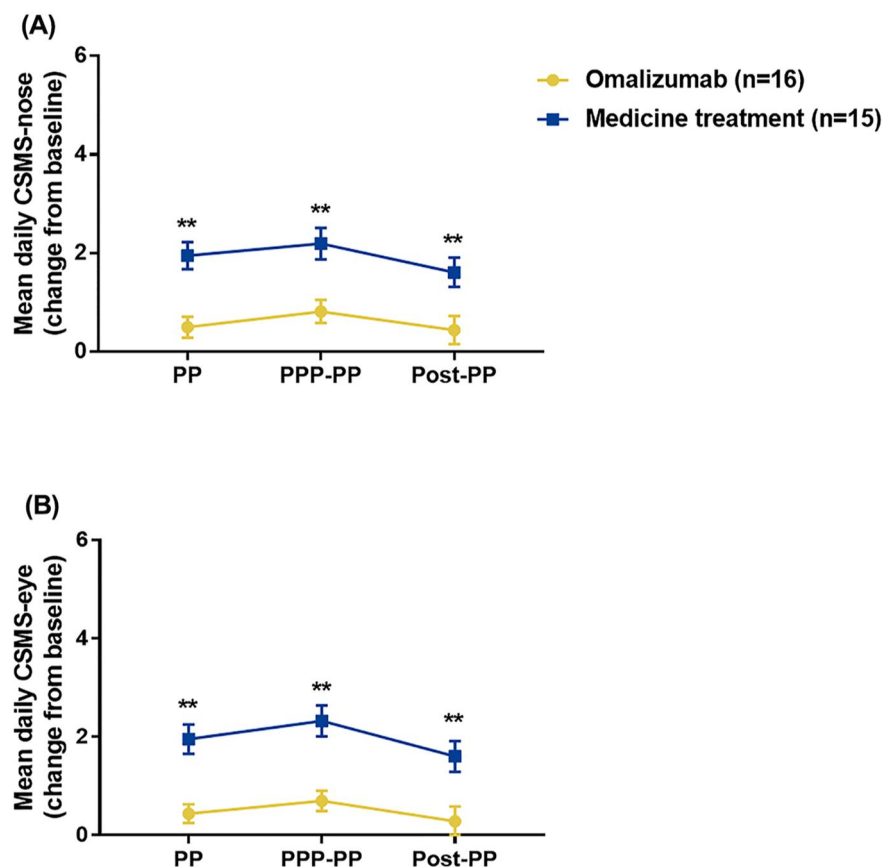 (A)
Mean daily CSMS-nose
(change from baseline)
6
4
2
0
**
**
**
PP
PPP-PP
Post-PP
Omalizumab (n=16)
Medicine treatment (n=15)
(B)
Mean daily CSMS-eye
(change from baseline)
6
4
2
0
**
**
**
PP
PPP-PP
Post-PP